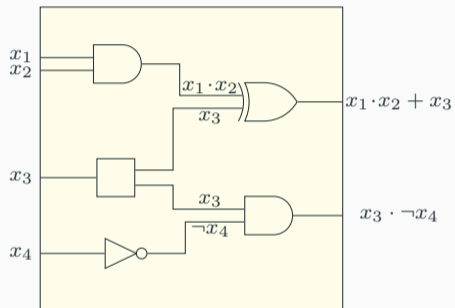 x₁
x₂
x₁·x₂
x₃
x₁·x₂ + x₃
x₃
x₃
¬x₄
x₃ · ¬x₄
x₄